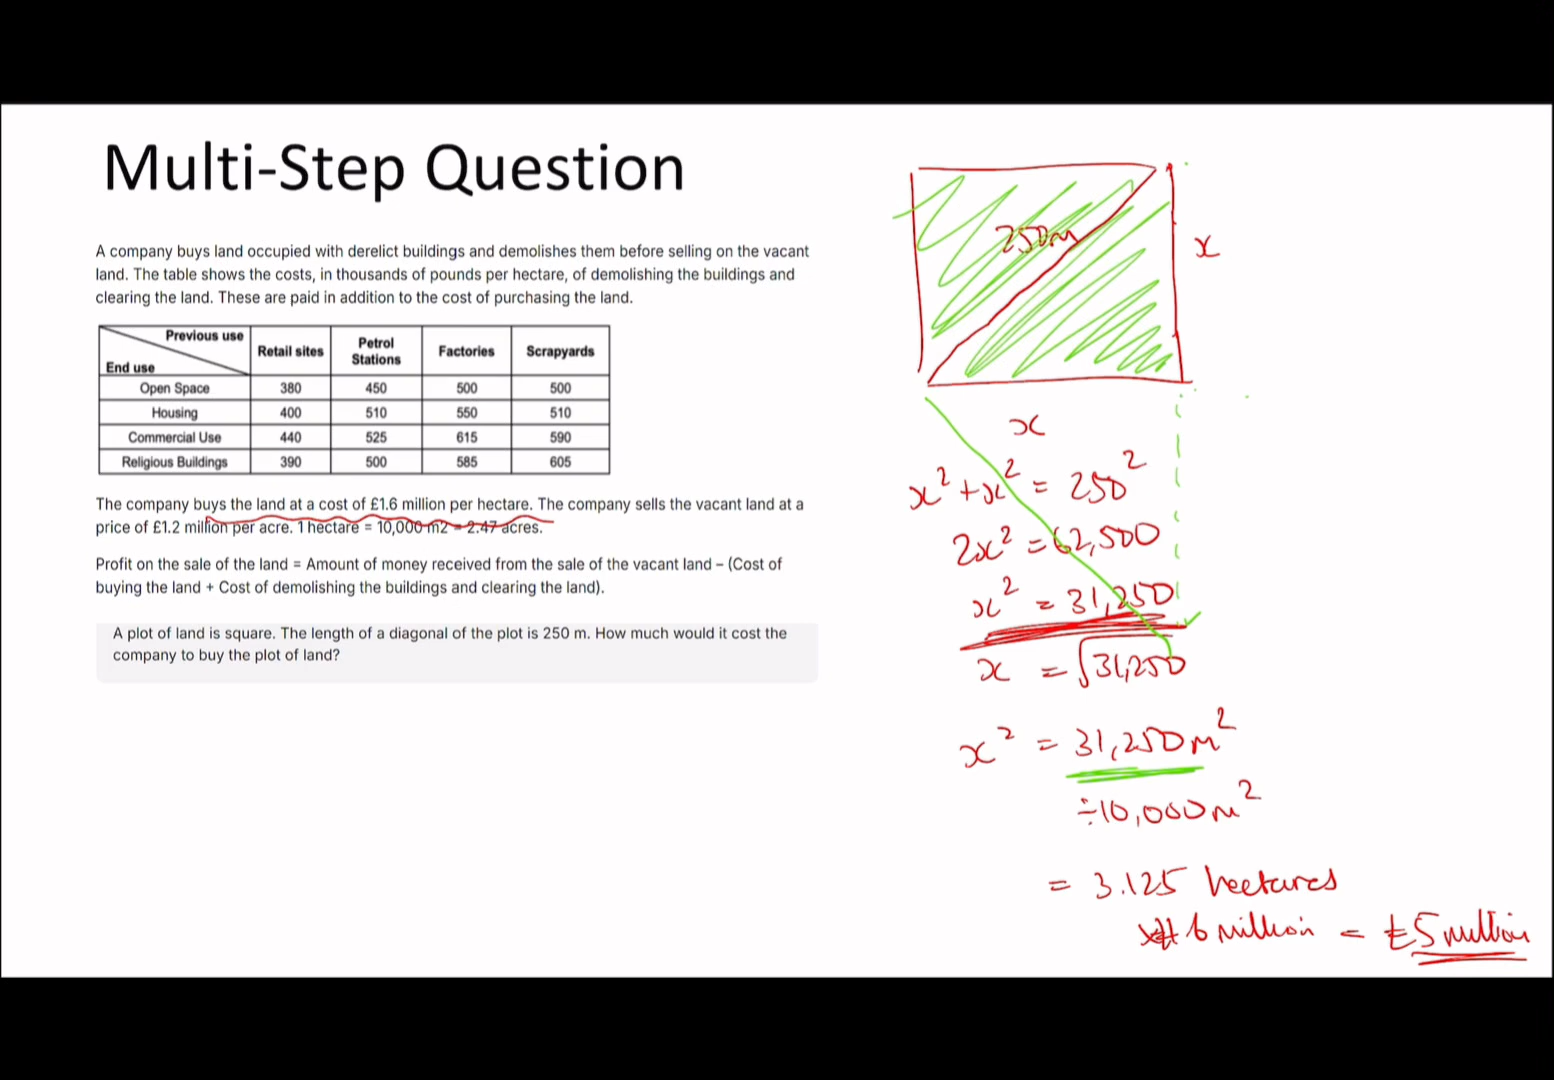 Multi-Step Question
A company buys land occupied with derelict buildings and demolishes them before selling on the vacant
land. The table shows the costs, in thousands of pounds per hectare, of demolishing the buildings and
clearing the land. These are paid in addition to the cost of purchasing the land.
Previous use
End use
Retail sites Petrol Stations Factories Scrapyards
Open Space 380 450 500 500
Housing 400 510 550 510
Commercial Use 440 525 615 590
Religious Buildings 390 500 585 605
The company buys the land at a cost of £1.6 million per hectare. The company sells the vacant land at a
price of £1.2 million per acre. 1 hectare = 10,000 m2 = 2.47 acres.
Profit on the sale of the land = Amount of money received from the sale of the vacant land – (Cost of
buying the land + Cost of demolishing the buildings and clearing the land).
A plot of land is square. The length of a diagonal of the plot is 250 m. How much would it cost the
company to buy the plot of land?
250m
x
x
x² + x² = 250²
2x² = 62,500
x² = 31,250
x = √31,250
x² = 31,250m²
÷10,000m²
= 3.125 hectares
6 million = £5 million